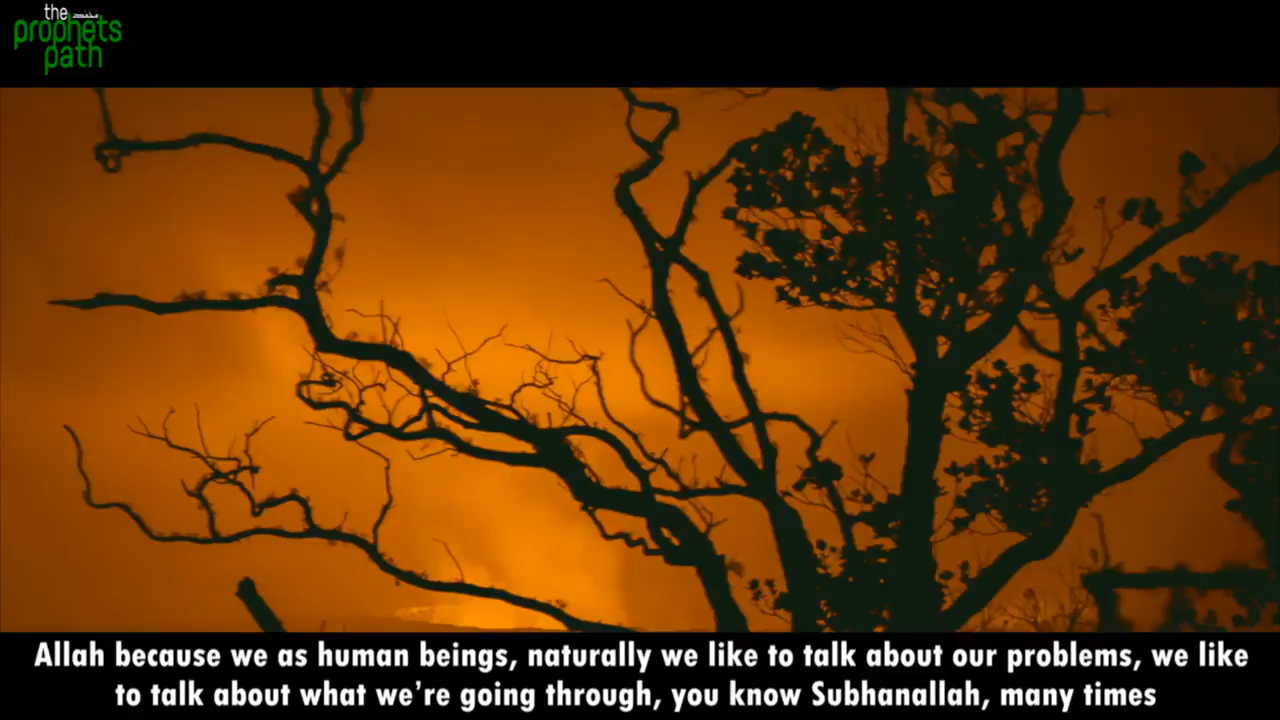 the محمد
prophets
path
Allah because we as human beings, naturally we like to talk about our problems, we like
to talk about what we're going through, you know Subhanallah, many times